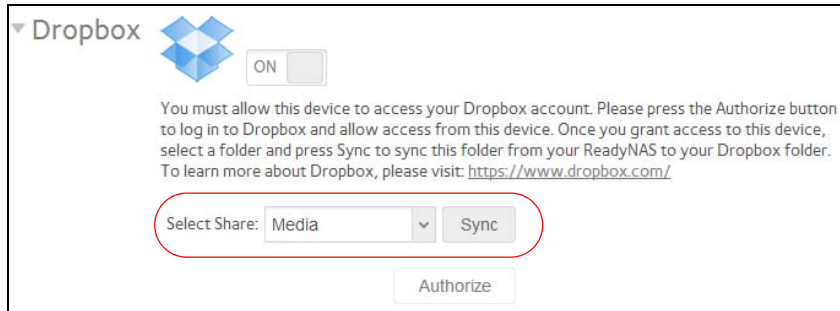 Dropbox
ON
You must allow this device to access your Dropbox account. Please press the Authorize button
to log in to Dropbox and allow access from this device. Once you grant access to this device,
select a folder and press Sync to sync this folder from your ReadyNAS to your Dropbox folder.
To learn more about Dropbox, please visit: https://www.dropbox.com/
Select Share: Media Sync
Authorize